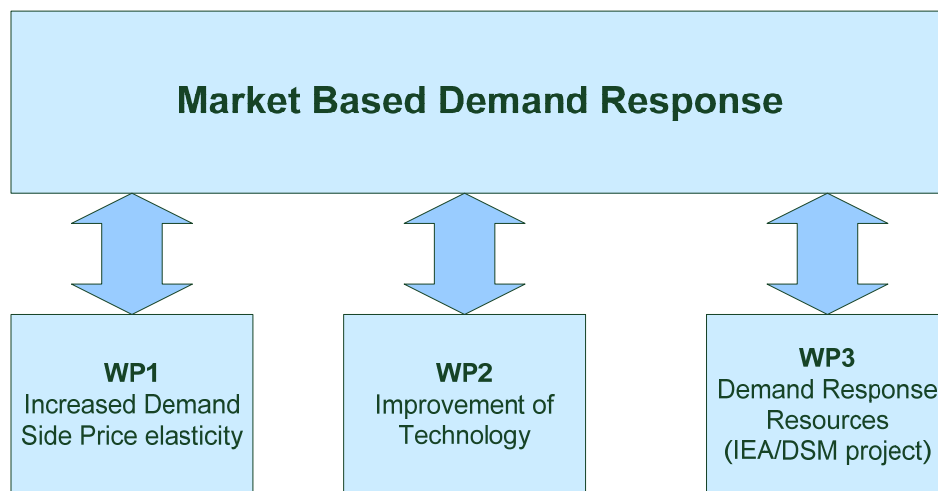 Market Based Demand Response
WP1
Increased Demand
Side Price elasticity
WP2
Improvement of
Technology
WP3
Demand Response
Resources
(IEA/DSM project)